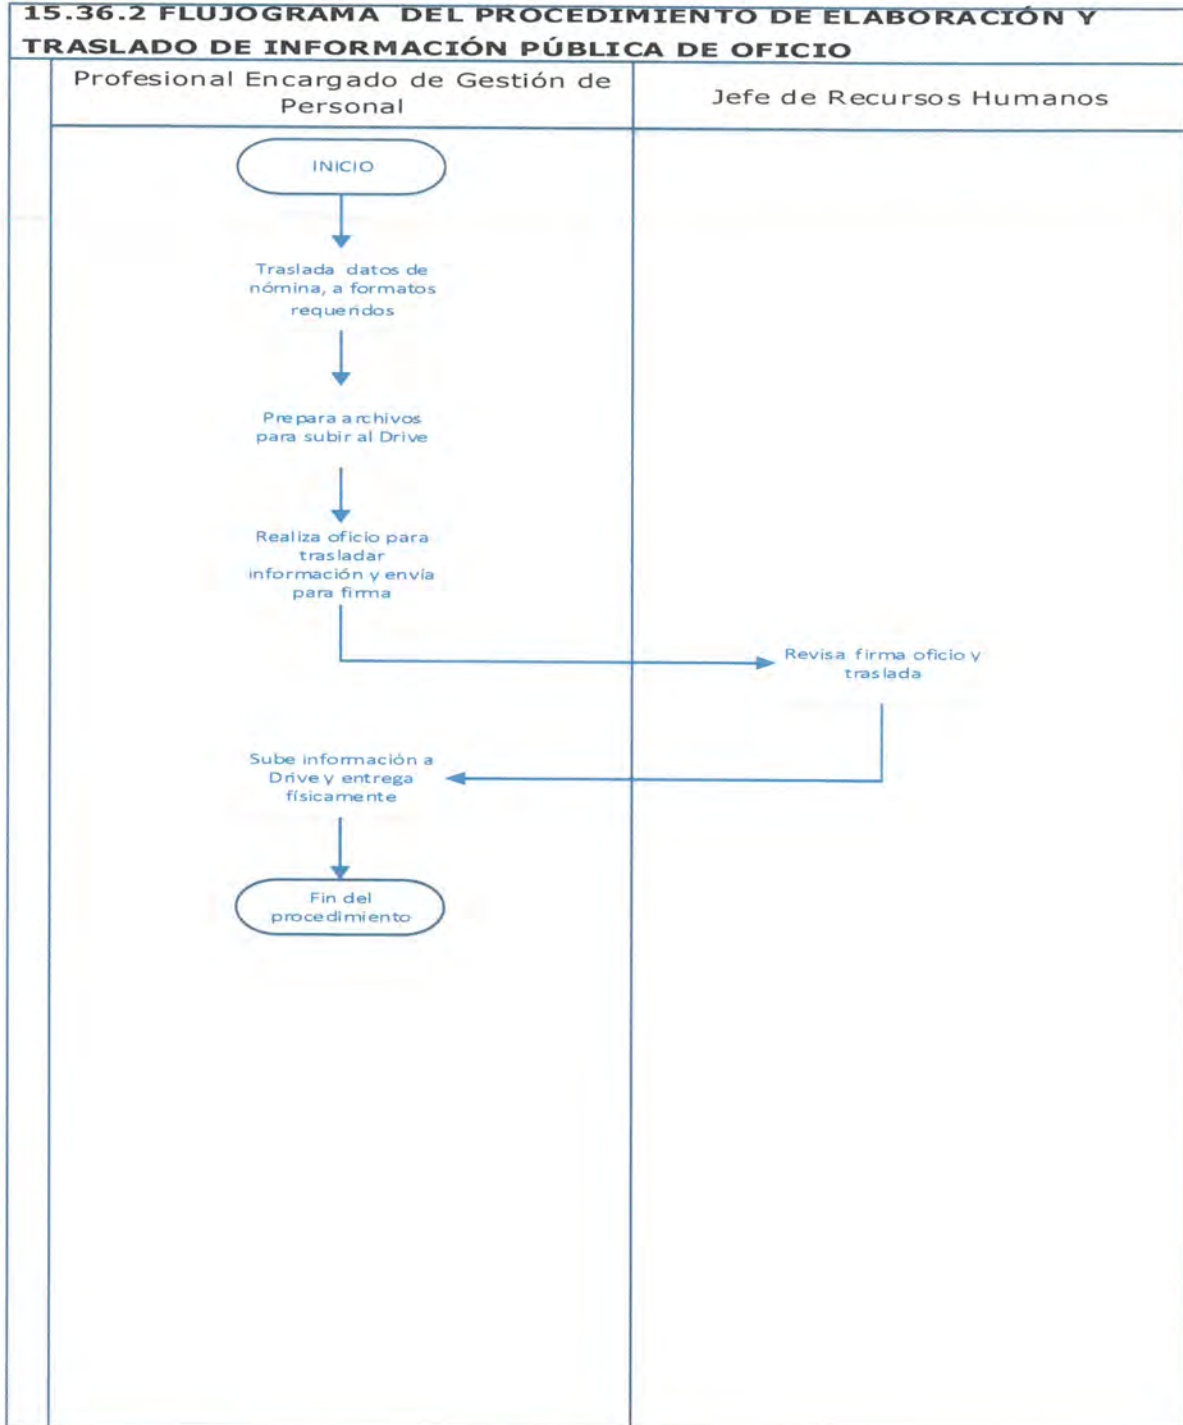 15.36.2 FLUJOGRAMA DEL PROCEDIMIENTO DE ELABORACIÓN Y
TRASLADO DE INFORMACIÓN PÚBLICA DE OFICIO
Profesional Encargado de Gestión de
Personal
Jefe de Recursos Humanos
INICIO
Traslada datos de
nómina, a formatos
requeridos
Prepara archivos
para subir al Drive
Realiza oficio para
trasladar
información y envía
para firma
Revisa firma oficio y
traslada
Sube información a
Drive y entrega
físicamente
Fin del
procedimiento